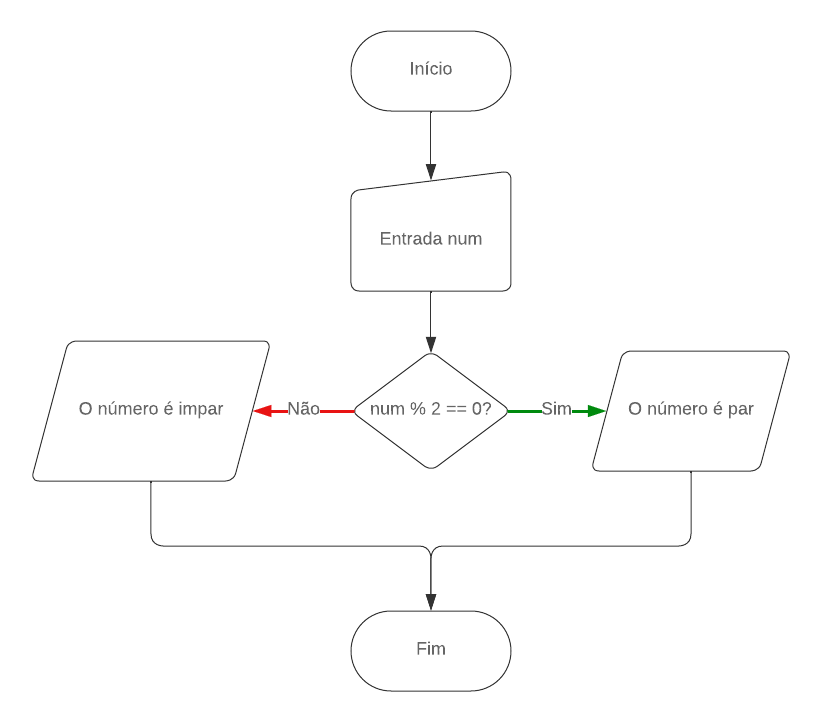 Início
Entrada num
O número é impar
Não
num % 2 == 0?
Sim
O número é par
Fim